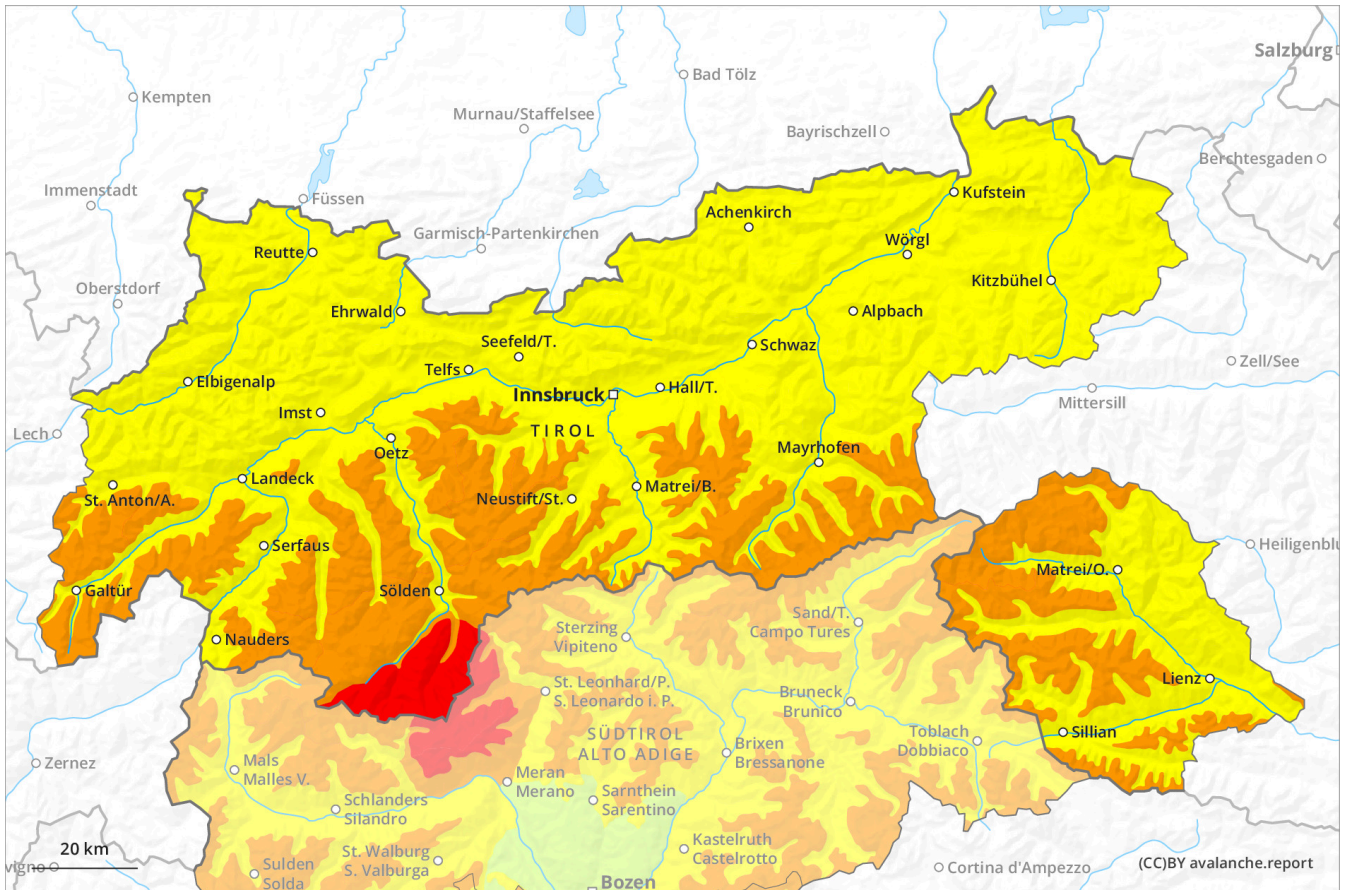 Salzburg
Bad Tölz
Kempten
Murnau/Staffelsee
Bayrischzell
Berchtesgaden
Immenstadt
Füssen
Kufstein
Achenkirch
Garmisch-Partenkirchen
Wörgl
Reutte
Kitzbühel
Oberstdorf
Ehrwald
Alpbach
Seefeld/T.
Schwaz
Zell/See
Telfs
Elbigenalp
Hall/T.
Innsbruck
Mittersill
Imst
TIROL
Lech
Oetz
Mayrhofen
Landeck
St. Anton/A.
Neustift/St.
Matrei/B.
Serfaus
Heiligenblu
Matrei/O.
Galtür
Sölden
Sand/T.
Campo Tures
Nauders
Sterzing
Vipiteno
Lienz
St. Leonhard/P.
S. Leonardo i. P.
Bruneck
Brunico
SÜDTIROL
ALTO ADIGE
Toblach
Dobbiaco
Sillian
Brixen
Bressanone
Zernez
Mals
Malles V.
Meran
Merano
Sarnthein
Sarentino
Schlanders
Silandro
20 km
St. Walburg
S. Valburga
Kastelruth
Castelrotto
vigno
Sulden
Solda
Cortina d'Ampezzo
(CC)BY avalanche.report
Bozen